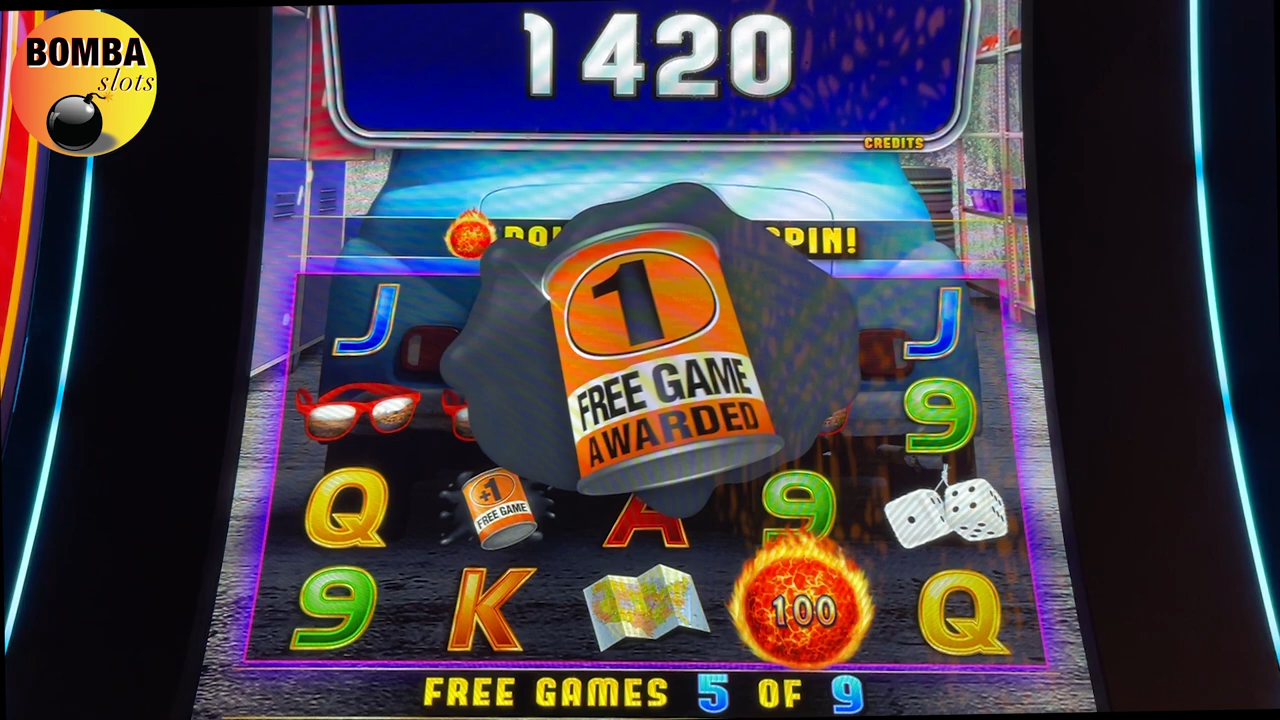 BOMBA
slots
1420
CREDITS
SPIN!
1
FREE GAME
AWARDED
J J
9
Q +1 FREE GAME A 9
9 K 100 Q
FREE GAMES 5 OF 9